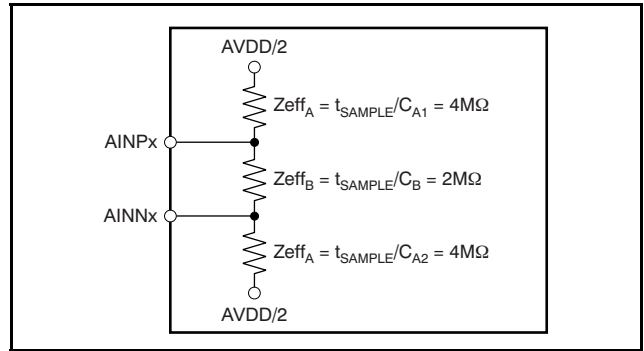 AVDD/2
Zeff_A = t_SAMPLE/C_A1 = 4MΩ
AINPx
Zeff_B = t_SAMPLE/C_B = 2MΩ
AINNx
Zeff_A = t_SAMPLE/C_A2 = 4MΩ
AVDD/2